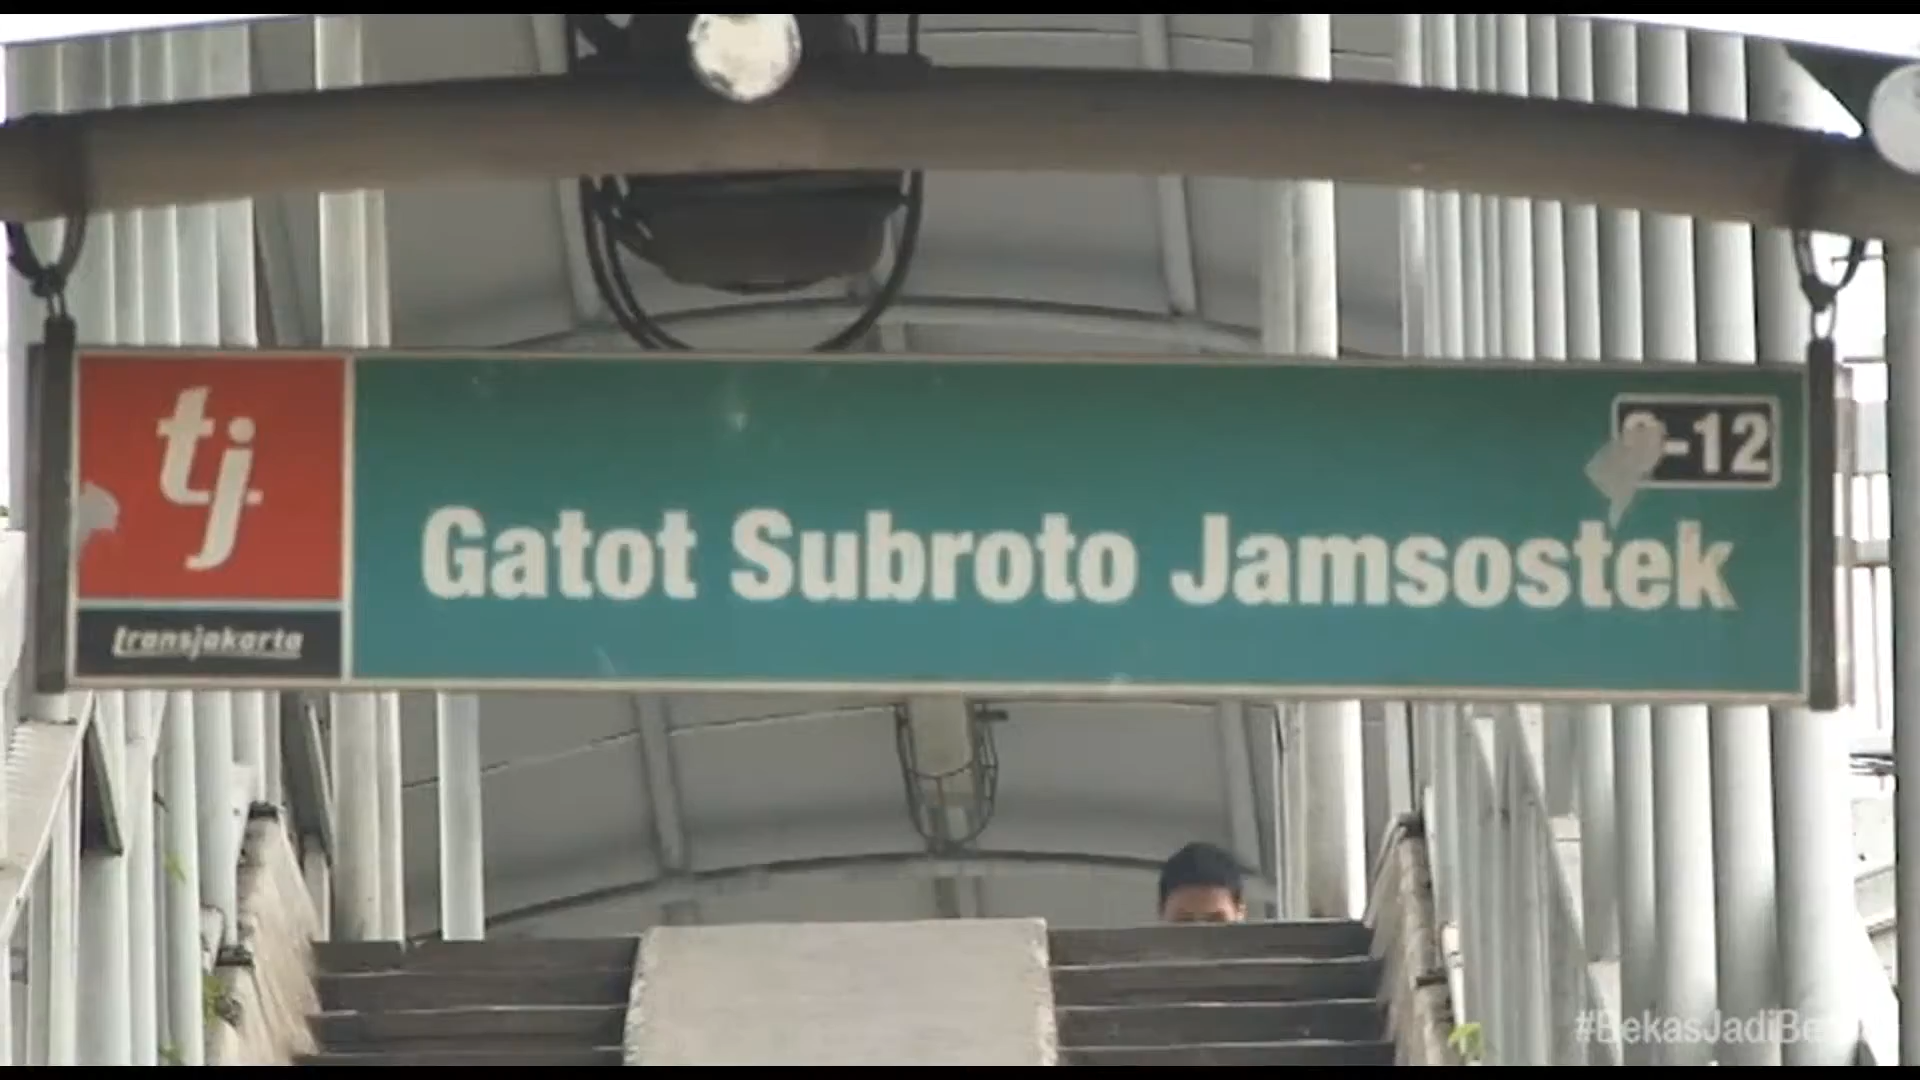 tj
transjakarta
Gatot Subroto Jamsostek
-12